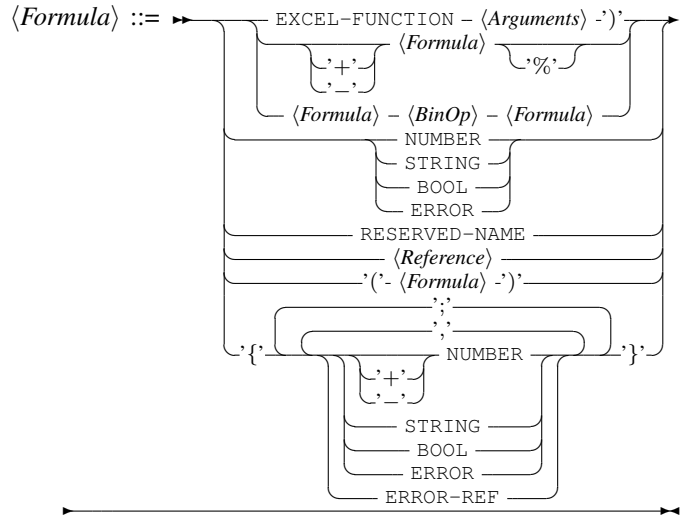 ⟨Formula⟩ ::= EXCEL-FUNCTION – ⟨Arguments⟩ -')'
⟨Formula⟩
'+' '%'
'–'
⟨Formula⟩ – ⟨BinOp⟩ – ⟨Formula⟩
NUMBER
STRING
BOOL
ERROR
RESERVED-NAME
⟨Reference⟩
'('- ⟨Formula⟩ -')'
';'
','
'{' NUMBER '}'
'+'
'–'
STRING
BOOL
ERROR
ERROR-REF